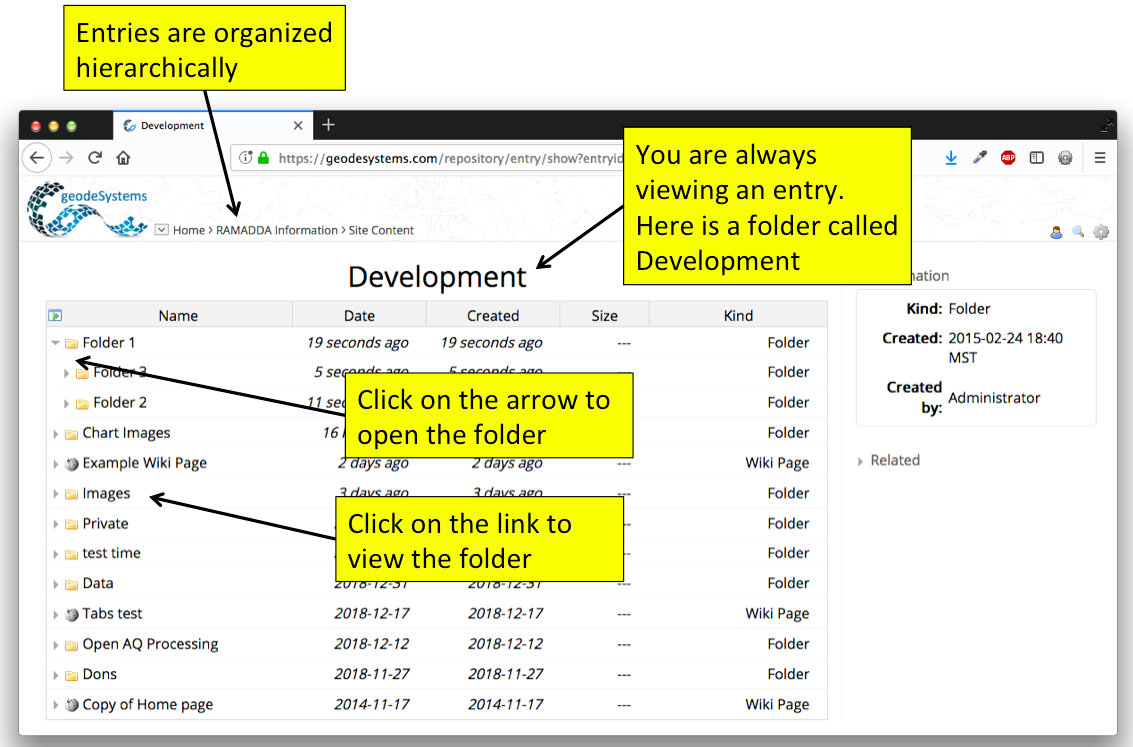 Entries are organized
hierarchically
Development
https://geodesystems.com/repository/entry/show?entryid
You are always
viewing an entry.
Here is a folder called
Development
geodeSystems
Home > RAMADDA Information > Site Content
Development
Name Date Created Size Kind
Folder 1 19 seconds ago 19 seconds ago --- Folder
Folder 3 5 seconds ago 5 seconds ago --- Folder
Folder 2 11 Folder
Click on the arrow to
open the folder
Chart Images 16 Folder
Example Wiki Page 2 days ago 2 days ago --- Wiki Page
Images 3 days ago 3 days ago --- Folder
Click on the link to
view the folder
Private Folder
test time Folder
Data 2018-12-31 2018-12-31 --- Folder
Tabs test 2018-12-17 2018-12-17 --- Wiki Page
Open AQ Processing 2018-12-12 2018-12-12 --- Folder
Dons 2018-11-27 2018-11-27 --- Folder
Copy of Home page 2014-11-17 2014-11-17 --- Wiki Page
Kind: Folder
Created: 2015-02-24 18:40
MST
Created
by: Administrator
Related
ABP